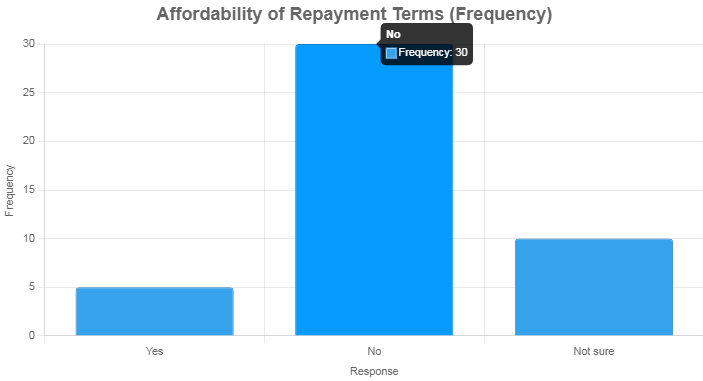 Affordability of Repayment Terms (Frequency)
No
Frequency: 30
30
25
20
15
10
5
0
Frequency
Yes
No
Not sure
Response